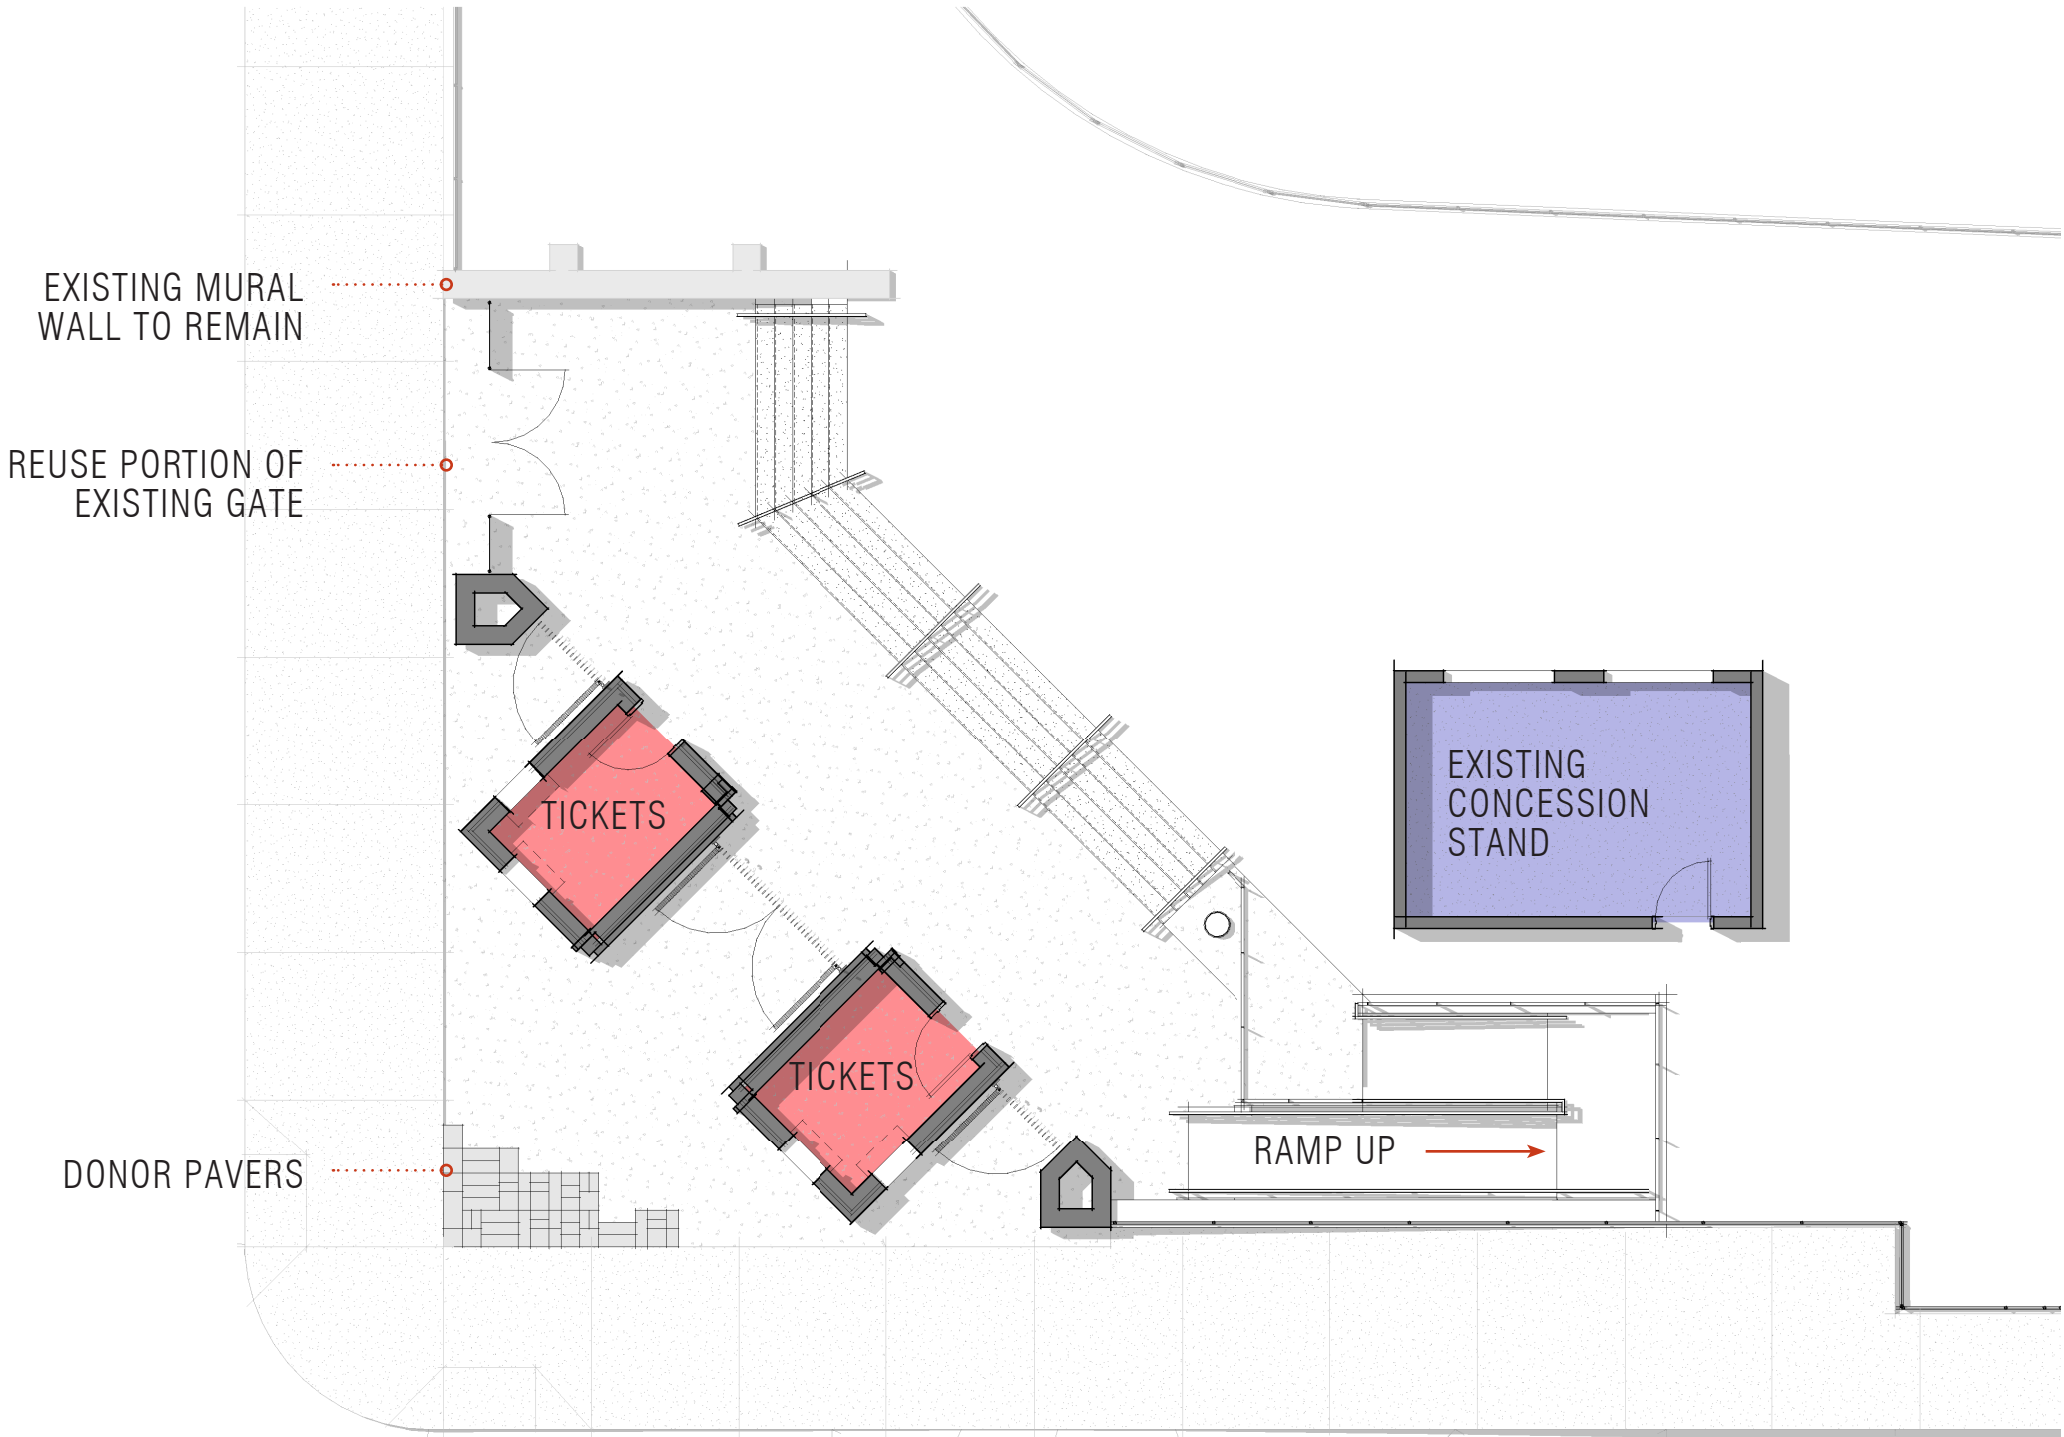 EXISTING MURAL
WALL TO REMAIN
REUSE PORTION OF
EXISTING GATE
TICKETS
EXISTING
CONCESSION
STAND
TICKETS
RAMP UP
DONOR PAVERS